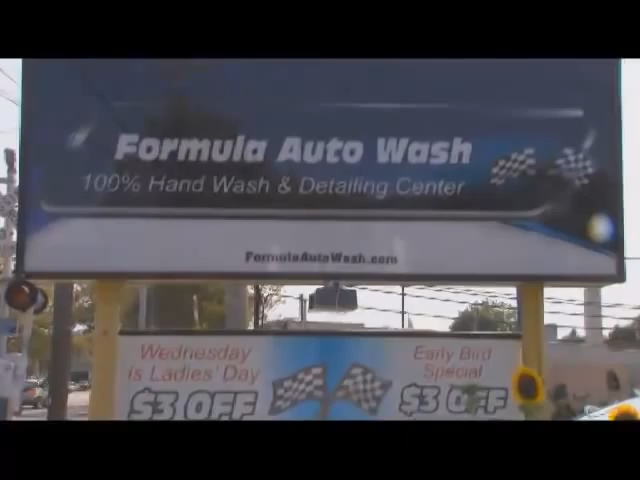 Formula Auto Wash
100% Hand Wash & Detailing Center
FormulaAutoWash.com
Wednesday
is Ladies' Day
$3 OFF
Early Bird
Special
$3 OFF